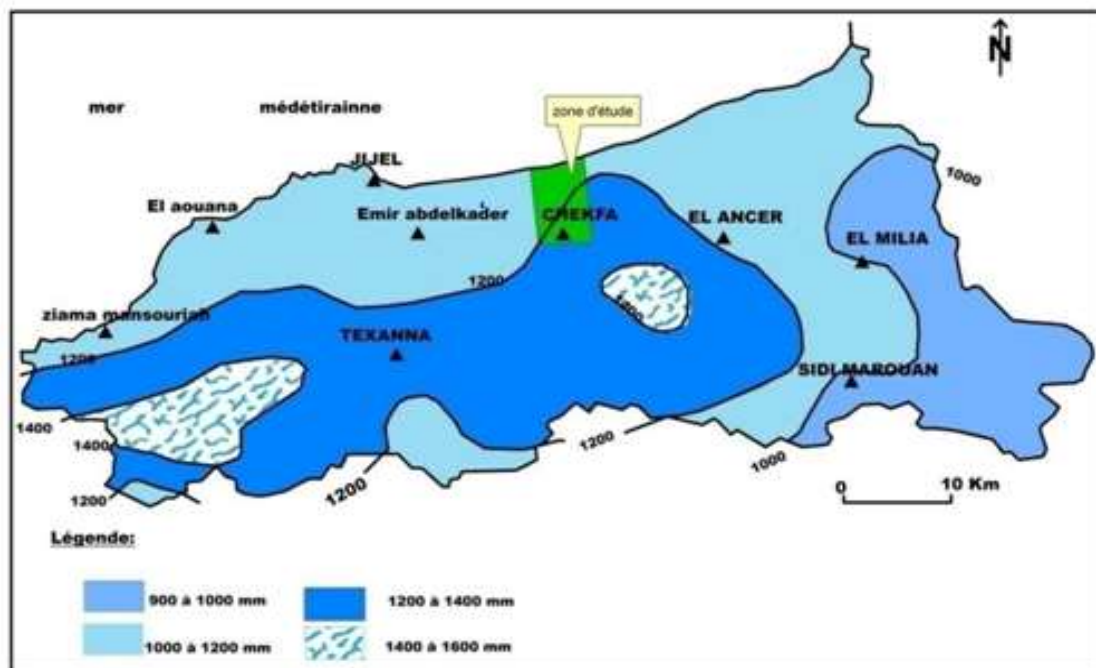 N
mer médétirainne
zone d'étude
JIJEL
1000
El aouana
Emir abdelkader
CHEKFA
EL ANCER
EL MILIA
1200
1400
ziama mansouriah
TEXANNA
1200
SIDI MAROUAN
1400
1400
1200
1200
1200
1000
0 10 Km
Légende:
900 à 1000 mm
1200 à 1400 mm
1000 à 1200 mm
1400 à 1600 mm